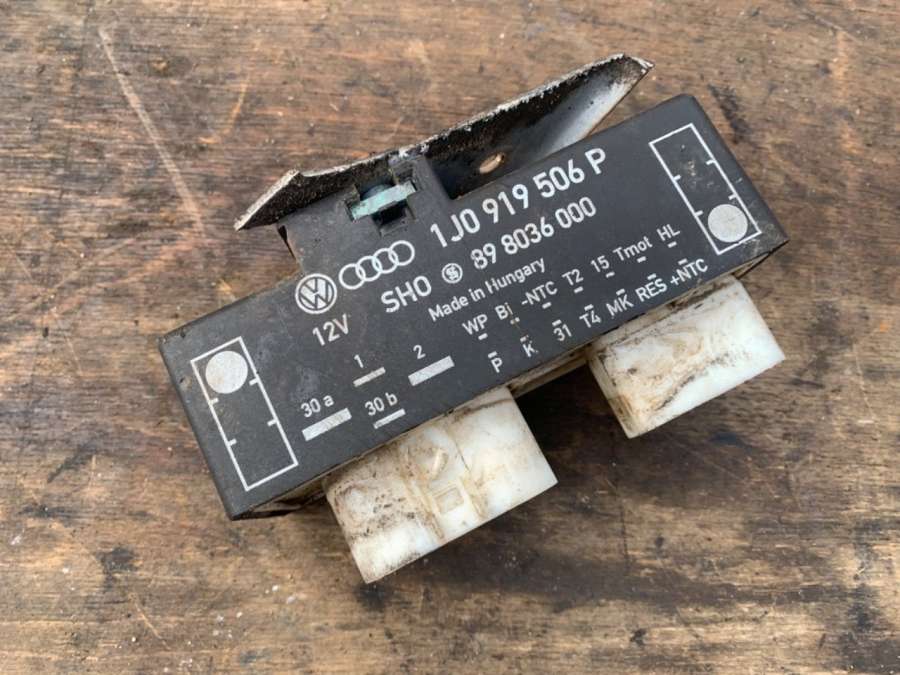 1J0 919 506 P
SHO 89 8036 000
12V
Made in Hungary
1 2 WP Bi -NTC T2 15 Tmot HL
30 a 30 b P K 31 T4 MK RES +NTC